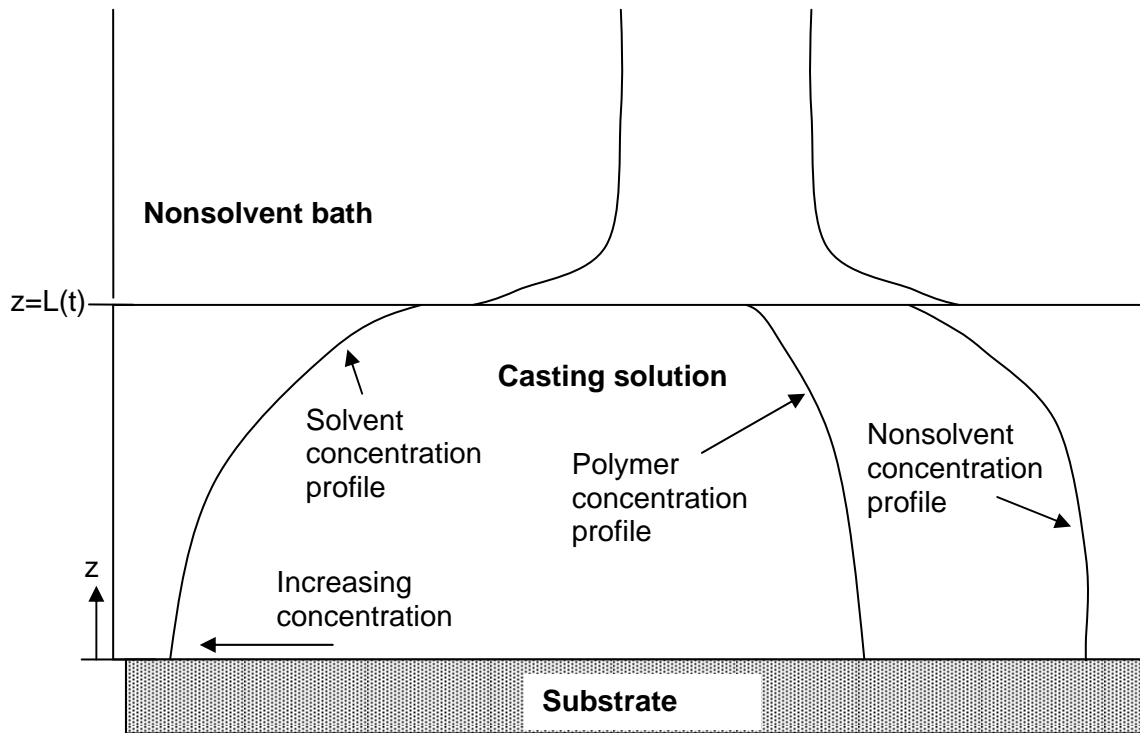 Nonsolvent bath
z=L(t)
Casting solution
Solvent
concentration
profile
Polymer
concentration
profile
Nonsolvent
concentration
profile
z
Increasing
concentration
Substrate